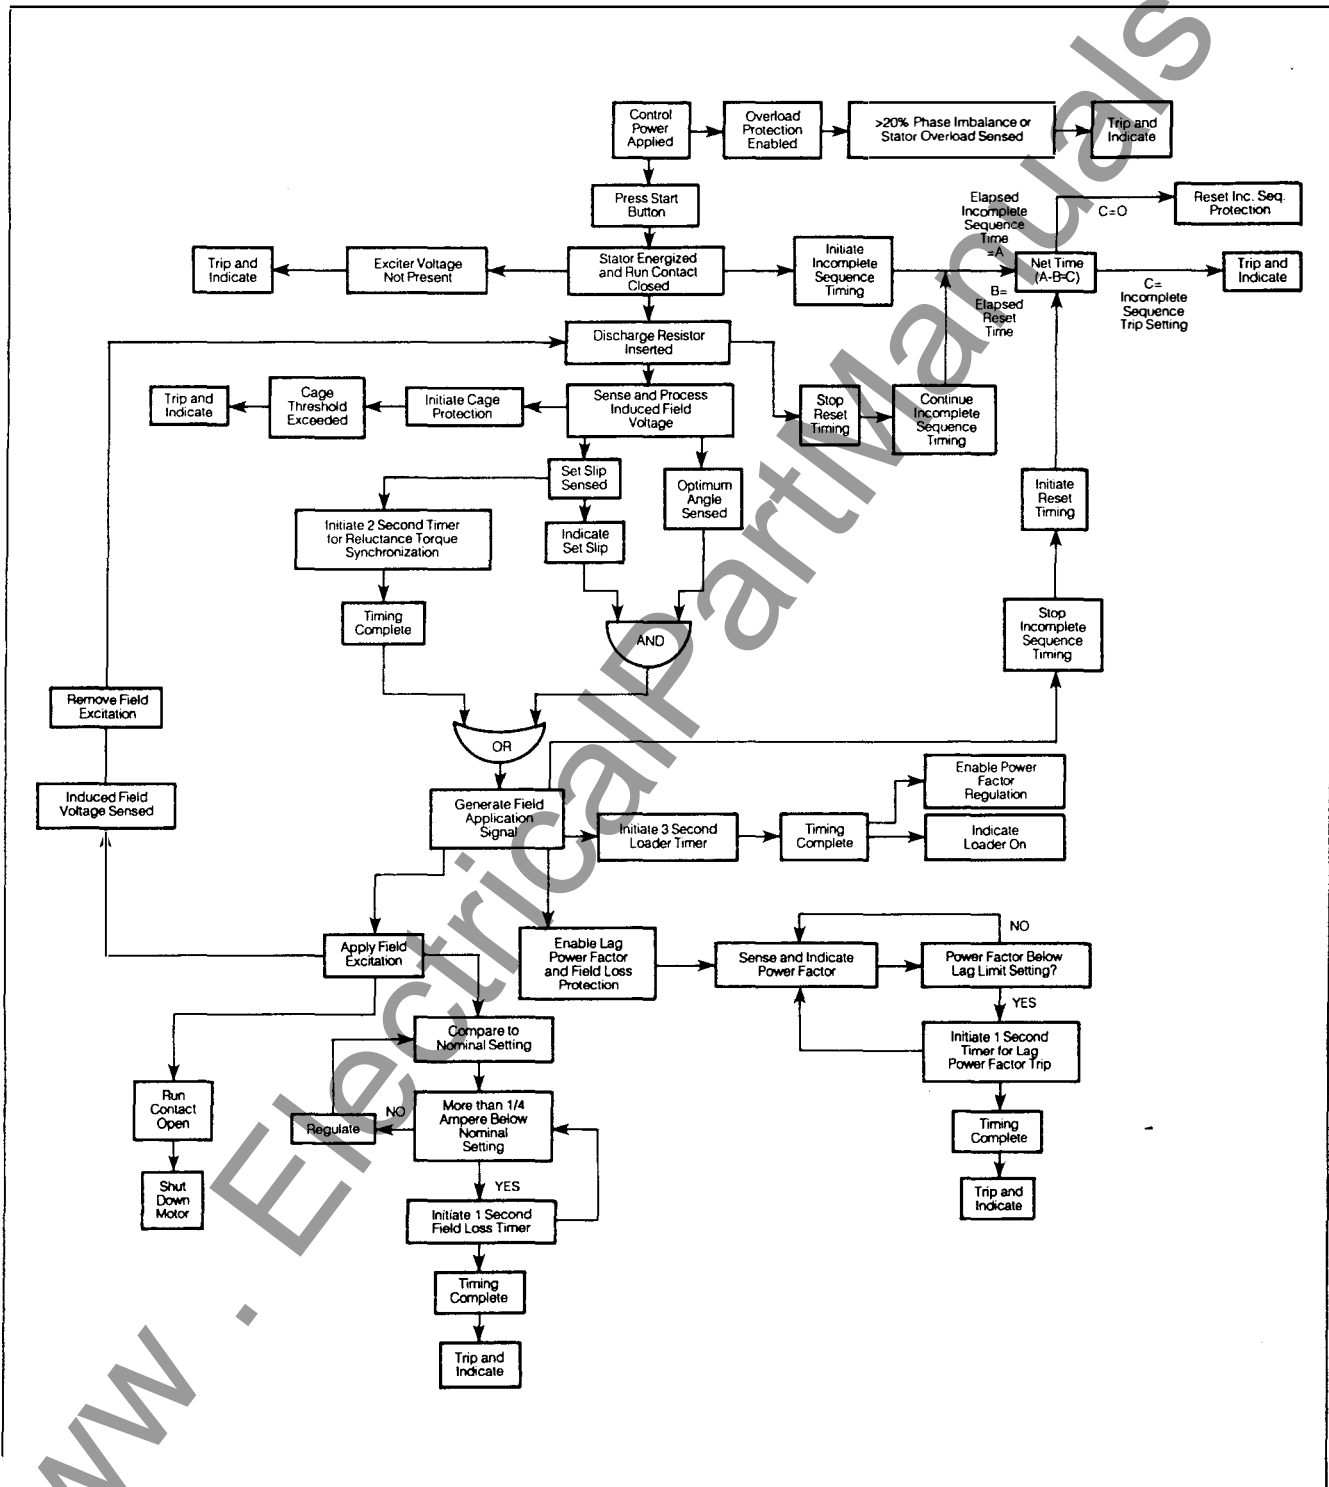 Control
Power
Applied
Overload
Protection
Enabled
>20% Phase Imbalance or
Stator Overload Sensed
Trip and
Indicate
Press Start
Button
Elapsed
Incomplete
Sequence
Time
=A
C=O
Reset Inc. Seq.
Protection
Trip and
Indicate
Exciter Voltage
Not Present
Stator Energized
and Run Contact
Closed
Initiate
Incomplete
Sequence
Timing
B=
Elapsed
Reset
Time
Net Time
(A-B=C)
C=
Incomplete
Sequence
Trip Setting
Trip and
Indicate
Discharge Resistor
Inserted
Trip and
Indicate
Cage
Threshold
Exceeded
Initiate Cage
Protection
Sense and Process
Induced Field
Voltage
Stop
Reset
Timing
Continue
Incomplete
Sequence
Timing
Set Slip
Sensed
Optimum
Angle
Sensed
Initiate
Reset
Timing
Initiate 2 Second Timer
for Reluctance Torque
Synchronization
Indicate
Set Slip
Timing
Complete
AND
Stop
Incomplete
Sequence
Timing
Remove Field
Excitation
OR
Induced Field
Voltage Sensed
Generate Field
Application
Signal
Initiate 3 Second
Loader Timer
Timing
Complete
Enable Power
Factor
Regulation
Indicate
Loader On
Apply Field
Excitation
Enable Lag
Power Factor
and Field Loss
Protection
Sense and Indicate
Power Factor
NO
Power Factor Below
Lag Limit Setting?
YES
Compare to
Nominal Setting
Initiate 1 Second
Timer for Lag
Power Factor Trip
Run
Contact
Open
Regulate
NO
More than 1/4
Ampere Below
Nominal
Setting
Timing
Complete
Shut
Down
Motor
YES
Initiate 1 Second
Field Loss Timer
Trip and
Indicate
Timing
Complete
Trip and
Indicate
ww . ElectricalPartManuals